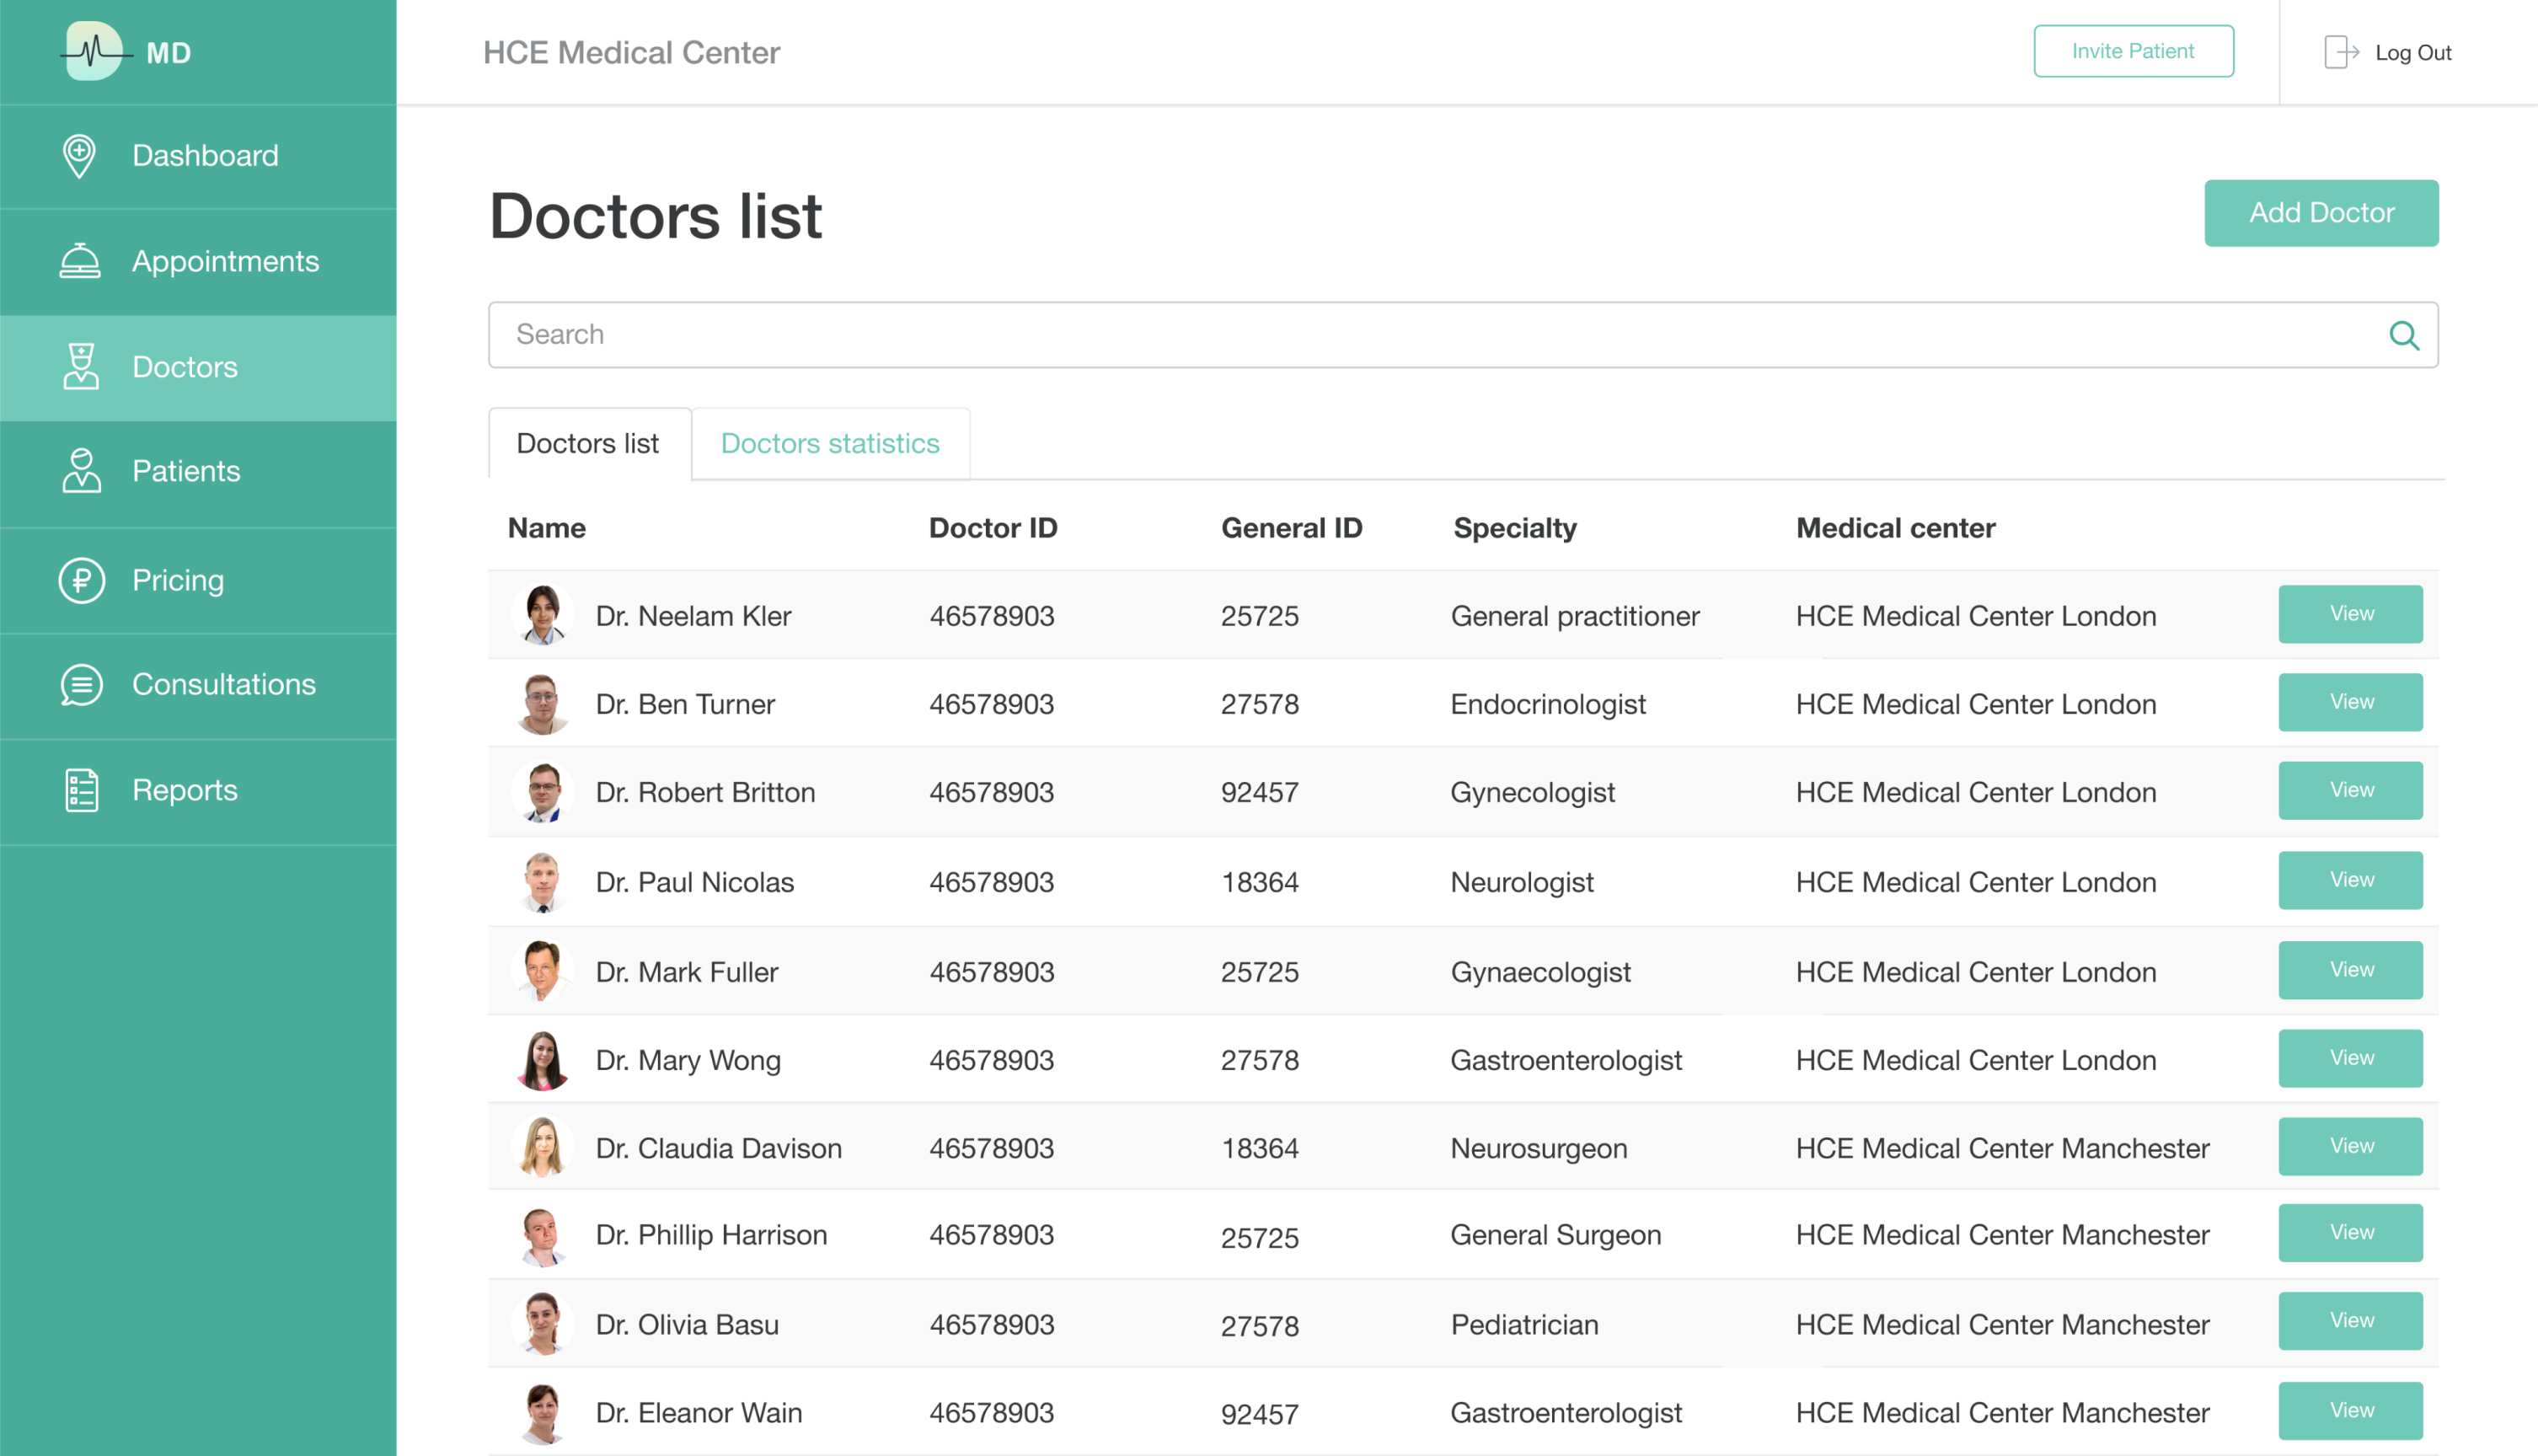 MD
HCE Medical Center
Invite Patient
Log Out
Dashboard
Appointments
Doctors
Patients
Pricing
Consultations
Reports
Doctors list
Add Doctor
Search
Doctors list
Doctors statistics
Name Doctor ID General ID Specialty Medical center
Dr. Neelam Kler 46578903 25725 General practitioner HCE Medical Center London View
Dr. Ben Turner 46578903 27578 Endocrinologist HCE Medical Center London View
Dr. Robert Britton 46578903 92457 Gynecologist HCE Medical Center London View
Dr. Paul Nicolas 46578903 18364 Neurologist HCE Medical Center London View
Dr. Mark Fuller 46578903 25725 Gynaecologist HCE Medical Center London View
Dr. Mary Wong 46578903 27578 Gastroenterologist HCE Medical Center London View
Dr. Claudia Davison 46578903 18364 Neurosurgeon HCE Medical Center Manchester View
Dr. Phillip Harrison 46578903 25725 General Surgeon HCE Medical Center Manchester View
Dr. Olivia Basu 46578903 27578 Pediatrician HCE Medical Center Manchester View
Dr. Eleanor Wain 46578903 92457 Gastroenterologist HCE Medical Center Manchester View